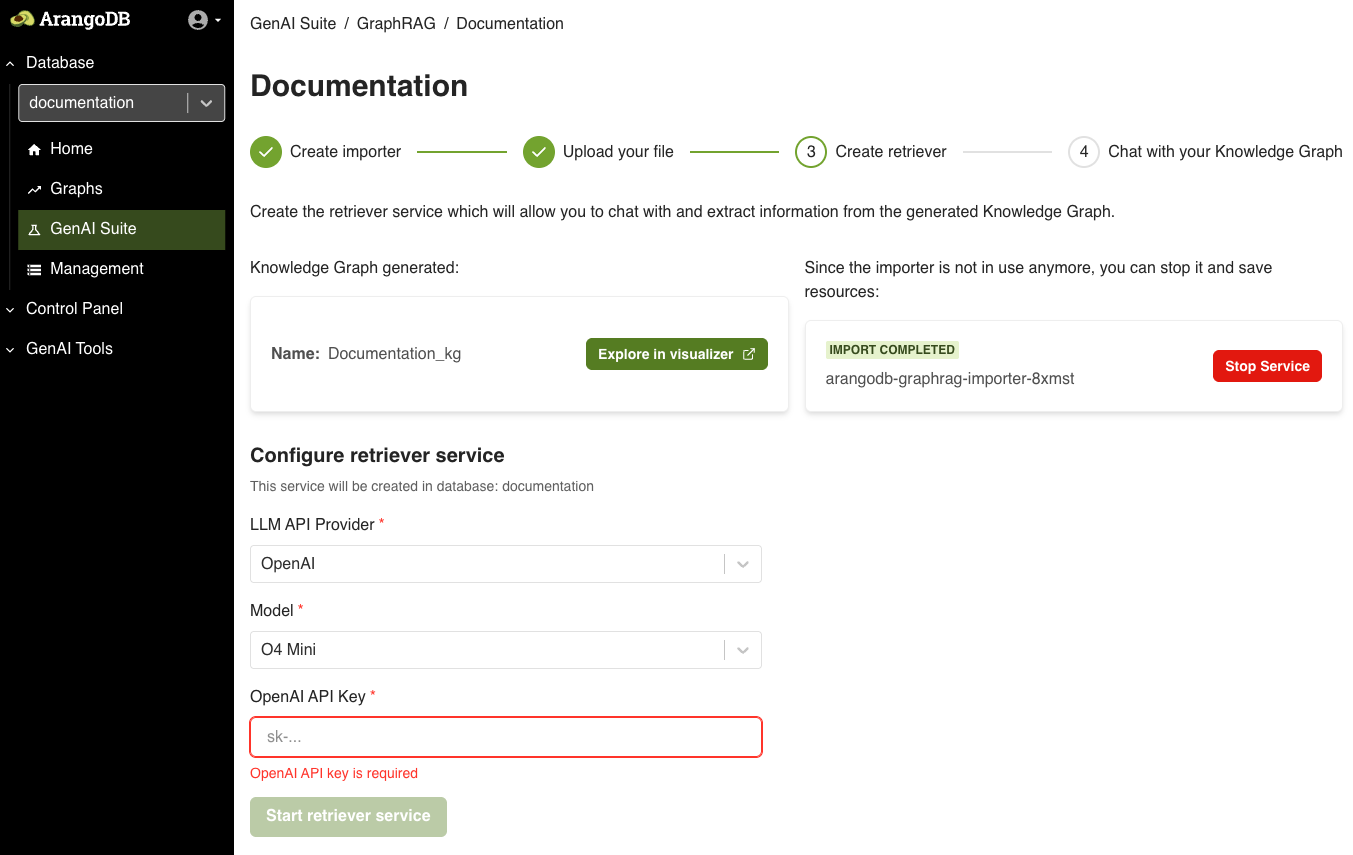 ArangoDB
Database
documentation
Home
Graphs
GenAI Suite
Management
Control Panel
GenAI Tools
GenAI Suite / GraphRAG / Documentation
Documentation
Create importer
Upload your file
3 Create retriever
4 Chat with your Knowledge Graph
Create the retriever service which will allow you to chat with and extract information from the generated Knowledge Graph.
Knowledge Graph generated:
Name: Documentation_kg
Explore in visualizer
Since the importer is not in use anymore, you can stop it and save
resources:
IMPORT COMPLETED
arangodb-graphrag-importer-8xmst
Stop Service
Configure retriever service
This service will be created in database: documentation
LLM API Provider *
OpenAI
Model *
O4 Mini
OpenAI API Key *
sk-...
OpenAI API key is required
Start retriever service